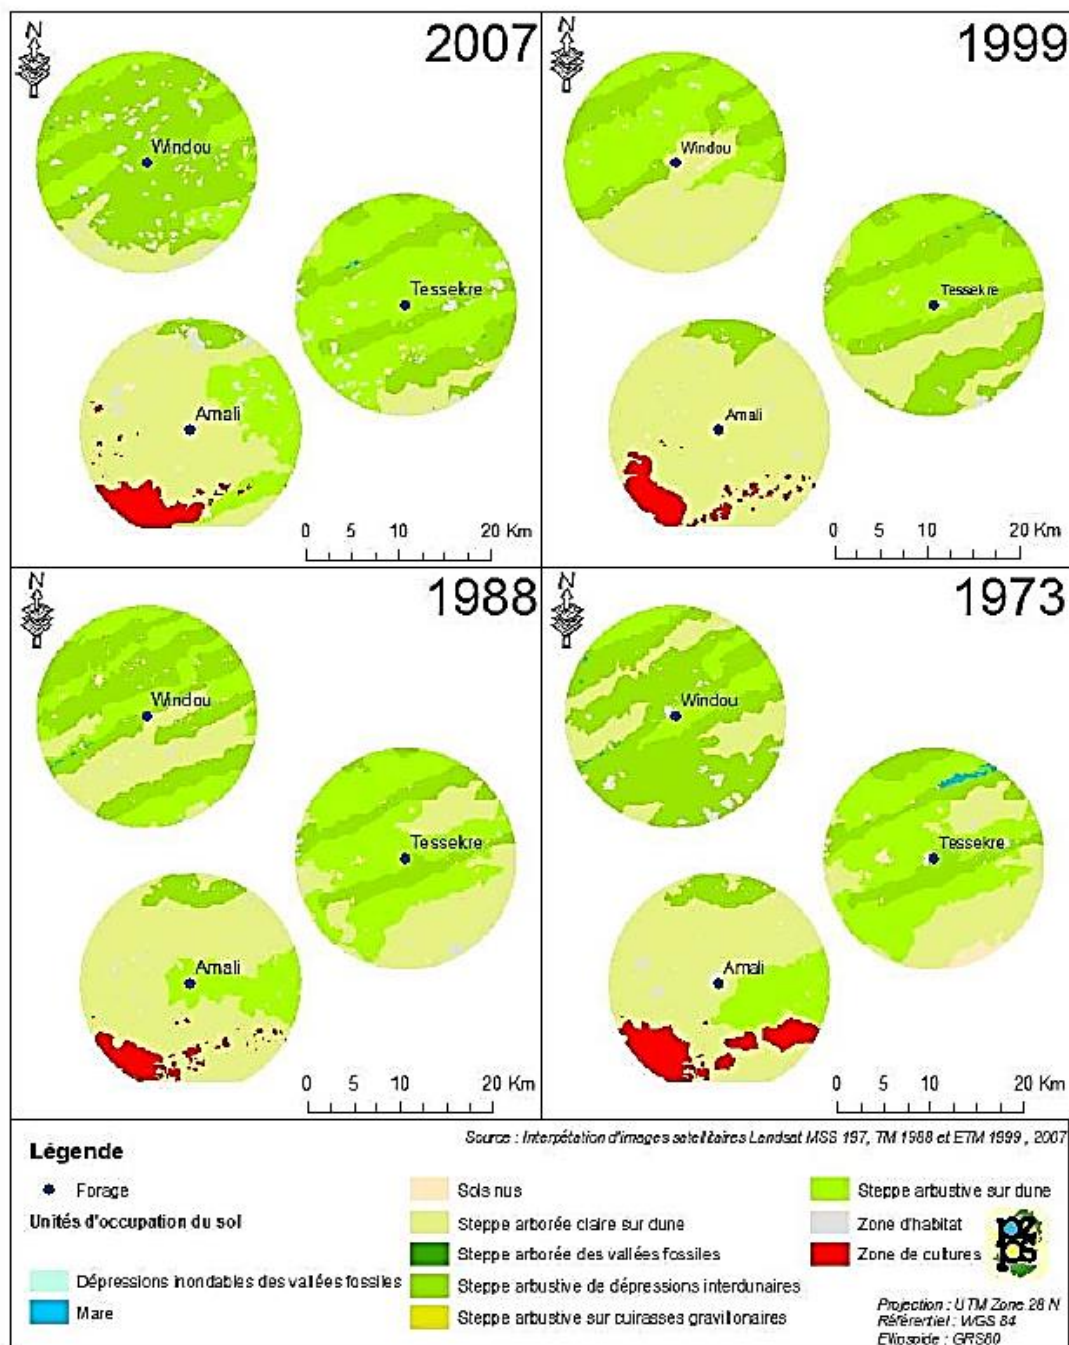 N
2007
Windou
Tessekre
Amali
0 5 10 20 Km
N
1999
Windou
Tessekre
Amali
0 5 10 20 Km
N
1988
Windou
Tessekre
Amali
0 5 10 20 Km
N
1973
Windou
Tessekre
Amali
0 5 10 20 Km
Source : Interpétation d'images satellitaires Landsat MSS 197, TM 1988 et ETM 1999 , 2007
Légende
Forage
Unités d'occupation du sol
Dépressions inondables des vallées fossiles
Mare
Sols nus
Steppe arborée claire sur dune
Steppe arborée des vallées fossiles
Steppe arbustive de dépressions interdunaires
Steppe arbustive sur cuirasses gravillonaires
Steppe arbustive sur dune
Zone d'habitat
Zone de cultures
Projection : UTM Zone 28 N
Référentiel : WGS 84
Ellipsoide : GRS80